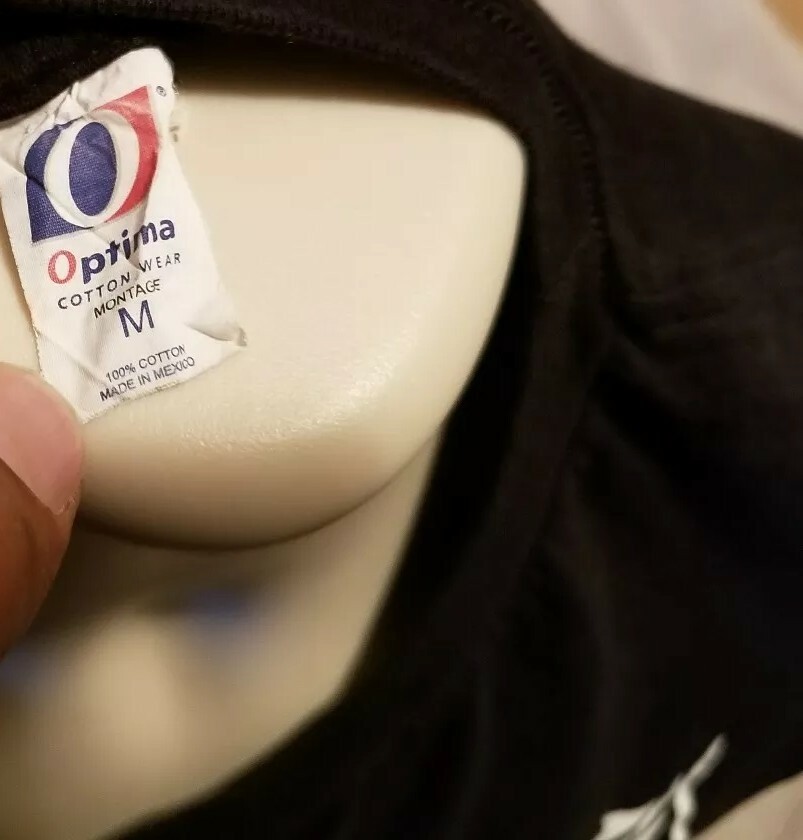 Optima
COTTON WEAR
MONTAGE
M
100% COTTON
MADE IN MEXICO